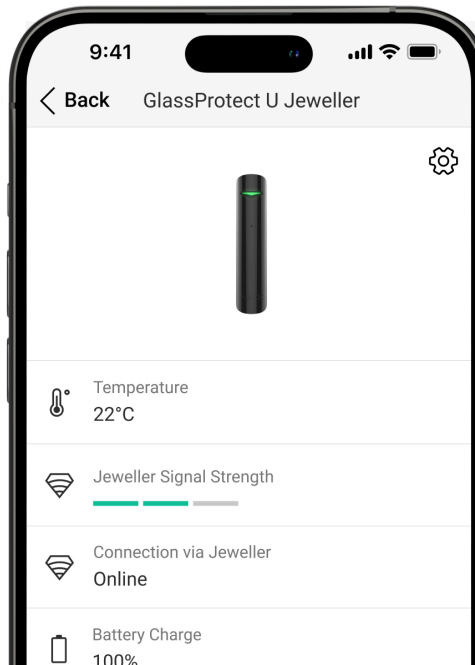 9:41
Back GlassProtect U Jeweller
Temperature
22°C
Jeweller Signal Strength
Connection via Jeweller
Online
Battery Charge
100%